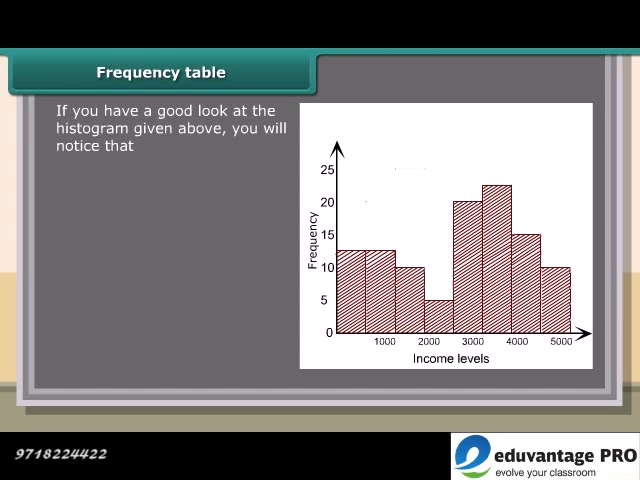 Frequency table
If you have a good look at the
histogram given above, you will
notice that
25
20
15
10
5
0
Frequency
1000 2000 3000 4000 5000
Income levels
9718224422
eduvantage PRO
evolve your classroom